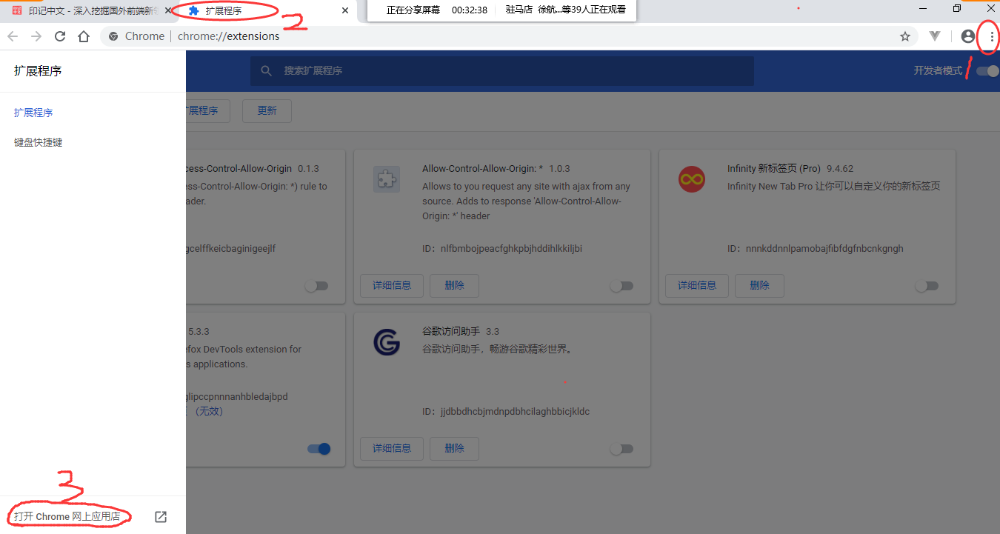 印记中文 - 深入挖掘国外前端新
扩展程序
正在分享屏幕 00:32:38 驻马店 徐航...等39人正在观看
2
Chrome chrome://extensions
扩展程序
搜索扩展程序
开发者模式
1
扩展程序
展程序
更新
键盘快捷键
cess-Control-Allow-Origin 0.1.3
cess-Control-Allow-Origin: *) rule to
ader.
gcelffkeicbaginigeejlf
Allow-Control-Allow-Origin: * 1.0.3
Allows to you request any site with ajax from any
source. Adds to response 'Allow-Control-Allow-
Origin: *' header
ID: nlfbmbojpeacfghkpbjhddihlkkiljbi
详细信息
删除
Infinity 新标签页 (Pro) 9.4.62
Infinity New Tab Pro 让你可以自定义你的新标签页
ID: nnnkddnnlpamobajfibfdgfnbcnkgngh
详细信息
删除
5.3.3
efox DevTools extension for
s applications.
glipccpnnnanhbledajbpd
(无效)
谷歌访问助手 3.3
谷歌访问助手，畅游谷歌精彩世界。
ID: jjdbbdhcbjmdnpdbhcilaghbbicjkldc
详细信息
删除
3
打开 Chrome 网上应用店